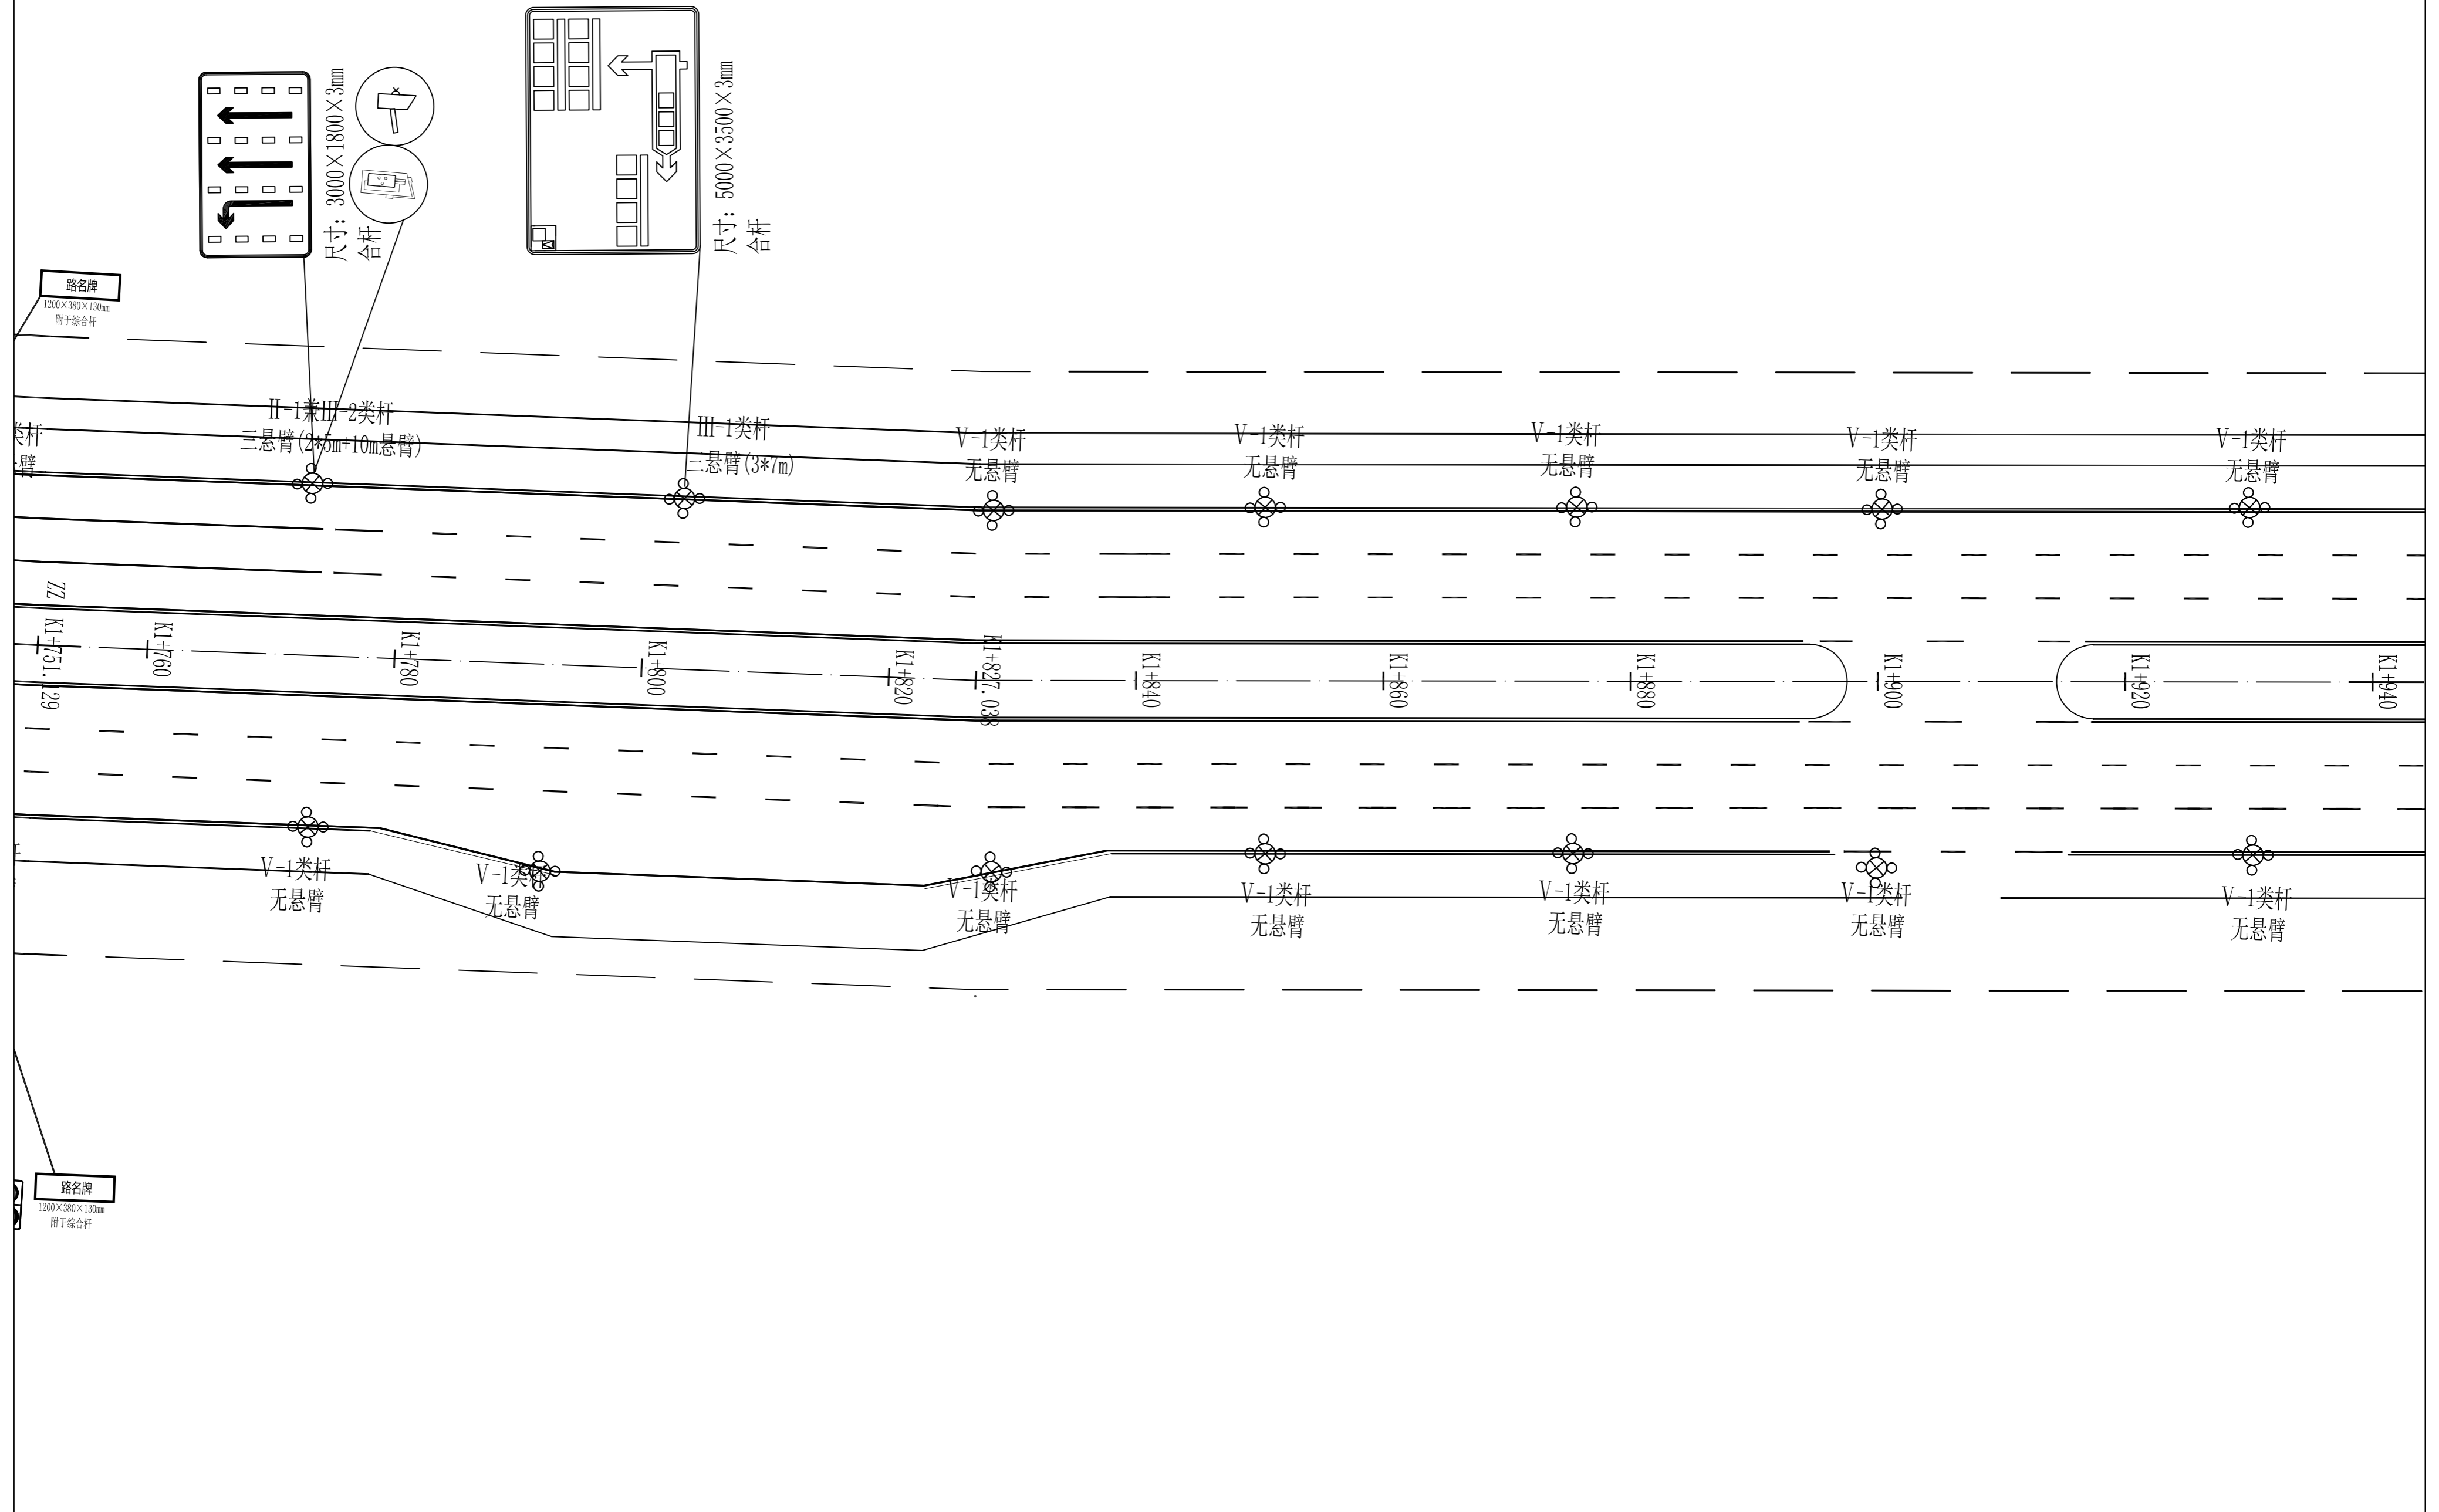 尺寸：3000×1800×3mm
合杆
尺寸：5000×3500×3mm
合杆
路名牌
1200×380×130mm
附于综合杆
类杆
臂
II-1兼III-2类杆
三悬臂(2*5m+10m悬臂)
III-1类杆
三悬臂(3*7m)
V-1类杆
无悬臂
V-1类杆
无悬臂
V-1类杆
无悬臂
V-1类杆
无悬臂
V-1类杆
无悬臂
ZZ
K1+751.129
K1+760
K1+780
K1+800
K1+820
K1+827.038
K1+840
K1+860
K1+880
K1+900
K1+920
K1+940
V-1类杆
无悬臂
V-1类杆
无悬臂
V-1类杆
无悬臂
V-1类杆
无悬臂
V-1类杆
无悬臂
V-1类杆
无悬臂
V-1类杆
无悬臂
路名牌
1200×380×130mm
附于综合杆